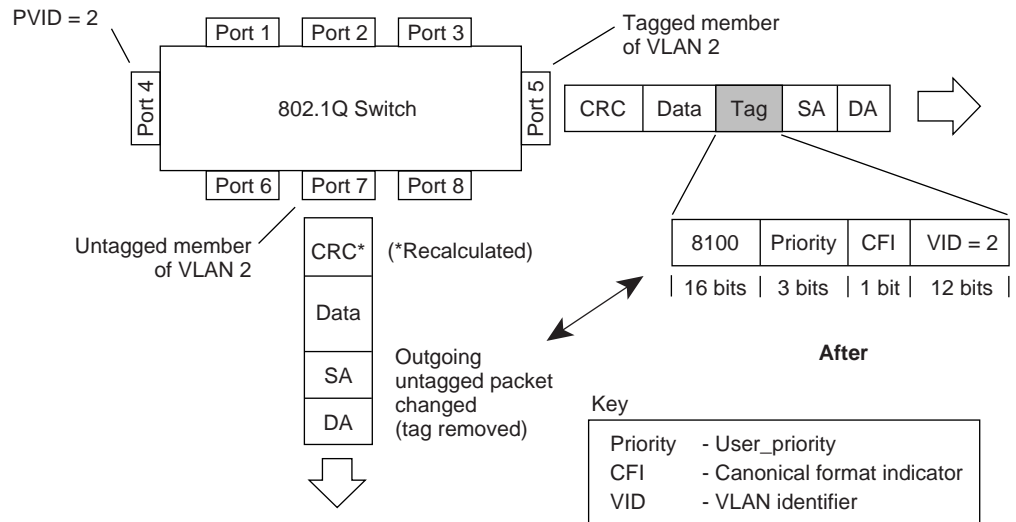 PVID = 2
Port 1
Port 2
Port 3
Tagged member
of VLAN 2
Port 4
802.1Q Switch
Port 5
CRC
Data
Tag
SA
DA
Port 6
Port 7
Port 8
Untagged member
of VLAN 2
CRC*
(*Recalculated)
Data
SA
DA
8100
Priority
CFI
VID = 2
16 bits
3 bits
1 bit
12 bits
After
Outgoing
untagged packet
changed
(tag removed)
Key
Priority - User_priority
CFI - Canonical format indicator
VID - VLAN identifier